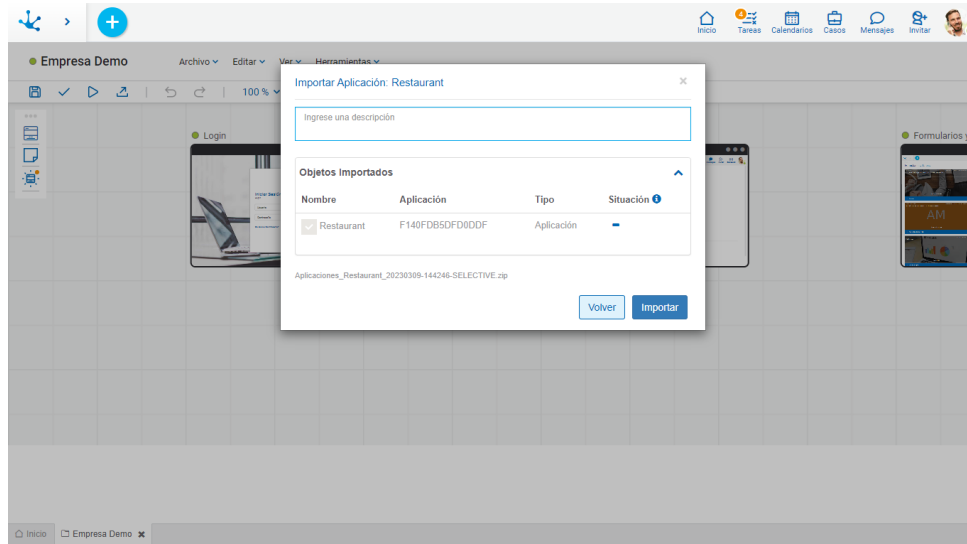 4
Inicio Tareas Calendarios Casos Mensajes Invitar
Empresa Demo Archivo Editar Ver Herramientas
100 %
Importar Aplicación: Restaurant
Ingrese una descripción
Login
Formularios y
Objetos Importados
Nombre Aplicación Tipo Situación
Restaurant F140FDB5DFD0DDF Aplicación
AM
Aplicaciones_Restaurant_20230309-144246-SELECTIVE.zip
Volver Importar
Inicio Empresa Demo